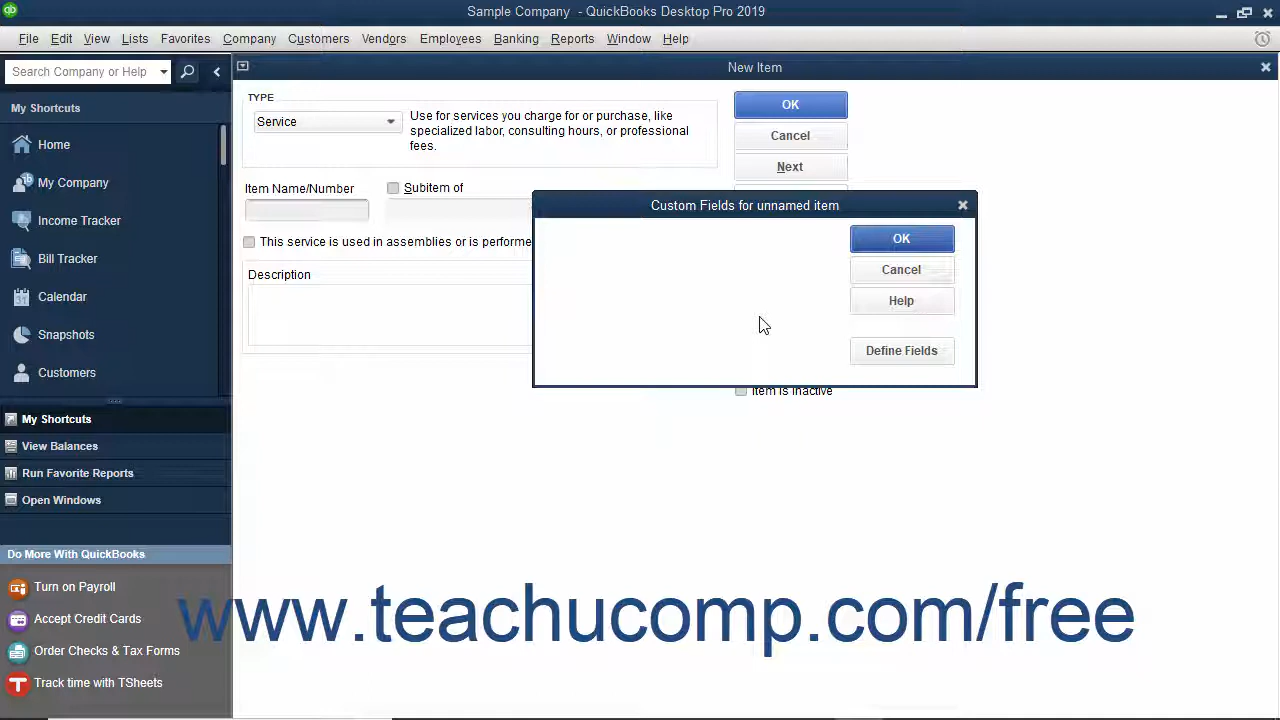 Sample Company - QuickBooks Desktop Pro 2019
File Edit View Lists Favorites Company Customers Vendors Employees Banking Reports Window Help
Search Company or Help
My Shortcuts
Home
My Company
Income Tracker
Bill Tracker
Calendar
31
Snapshots
Customers
My Shortcuts
View Balances
Run Favorite Reports
Open Windows
Do More With QuickBooks
Turn on Payroll
Accept Credit Cards
Order Checks & Tax Forms
T
Track time with TSheets
New Item
TYPE
Service
Use for services you charge for or purchase, like
specialized labor, consulting hours, or professional
fees.
OK
Cancel
Next
Item Name/Number
Subitem of
This service is used in assemblies or is performe
Description
Custom Fields for unnamed item
OK
Cancel
Help
Define Fields
Item is inactive
www.teachucomp.com/free